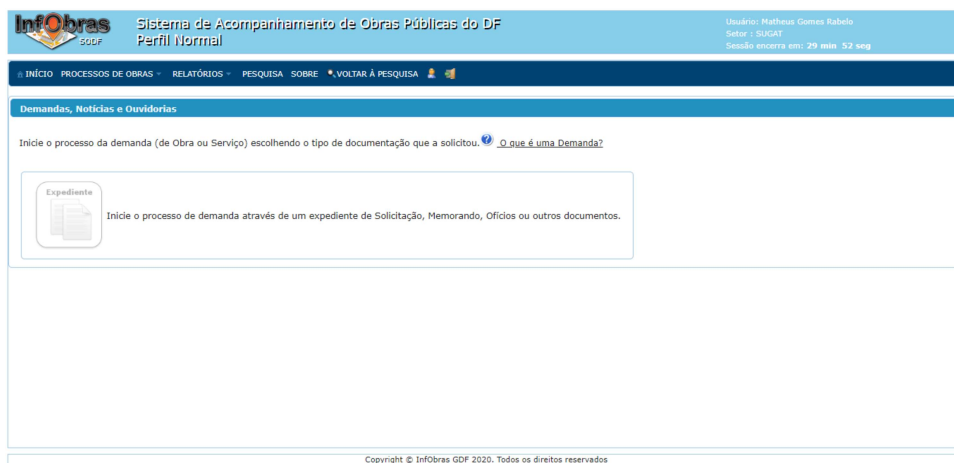 InfObras
SODF
Sistema de Acompanhamento de Obras Públicas do DF
Perfil Normal
Usuário: Matheus Gomes Rabelo
Setor : SUGAT
Sessão encerra em: 29 min 52 seg
INÍCIO PROCESSOS DE OBRAS RELATÓRIOS PESQUISA SOBRE VOLTAR À PESQUISA
Demandas, Notícias e Ouvidorias
Inicie o processo da demanda (de Obra ou Serviço) escolhendo o tipo de documentação que a solicitou. ? O que é uma Demanda?
Expediente
Inicie o processo de demanda através de um expediente de Solicitação, Memorando, Ofícios ou outros documentos.
Copyright © InfObras GDF 2020. Todos os direitos reservados